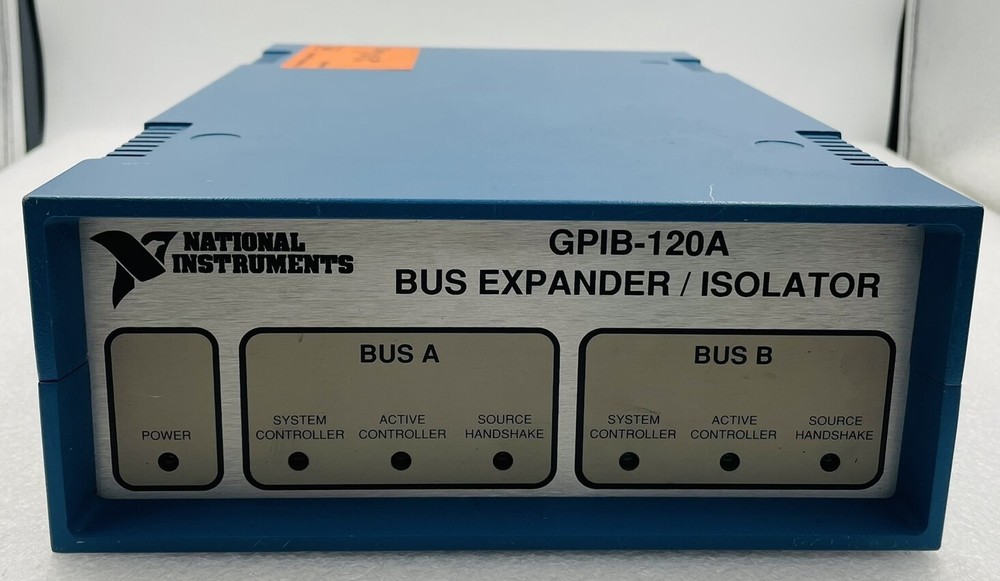 NATIONAL
INSTRUMENTS
GPIB-120A
BUS EXPANDER / ISOLATOR
POWER
BUS A
SYSTEM
CONTROLLER
ACTIVE
CONTROLLER
SOURCE
HANDSHAKE
BUS B
SYSTEM
CONTROLLER
ACTIVE
CONTROLLER
SOURCE
HANDSHAKE